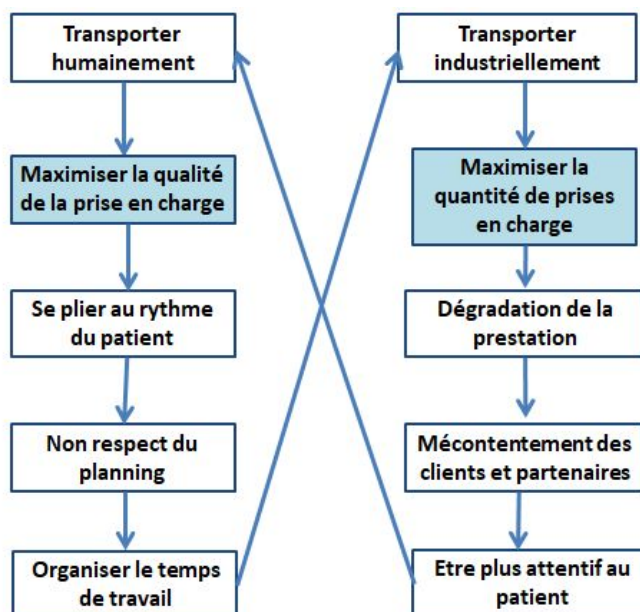 Transporter
humainement
Maximiser la qualité
de la prise en charge
Se plier au rythme
du patient
Non respect du
planning
Organiser le temps
de travail
Transporter
industriellement
Maximiser la
quantité de prises
en charge
Dégradation de la
prestation
Mécontentement des
clients et partenaires
Etre plus attentif au
patient